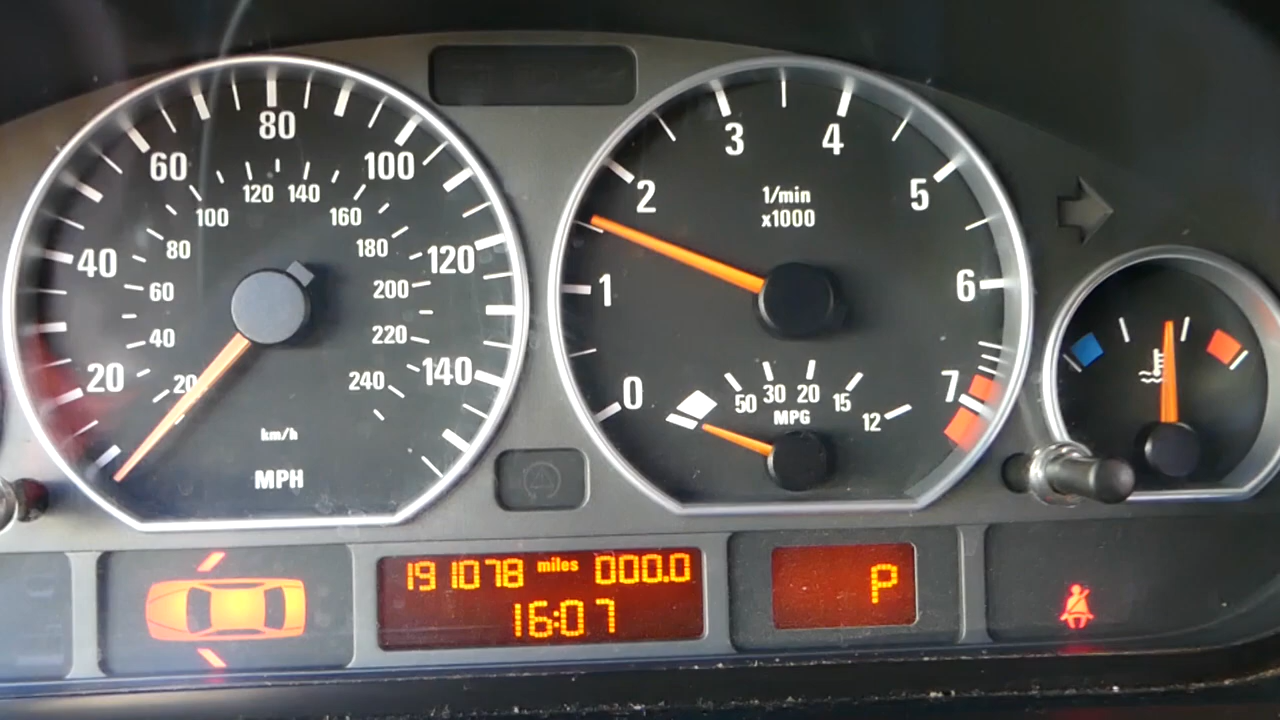 20 40 60 80 100 120 140
20 40 60 80 100 120 140 160 180 200 220 240
km/h
MPH
0 1 2 3 4 5 6 7
1/min
x1000
50 30 20 15 12
MPG
191078 miles 000.0
16:07
P